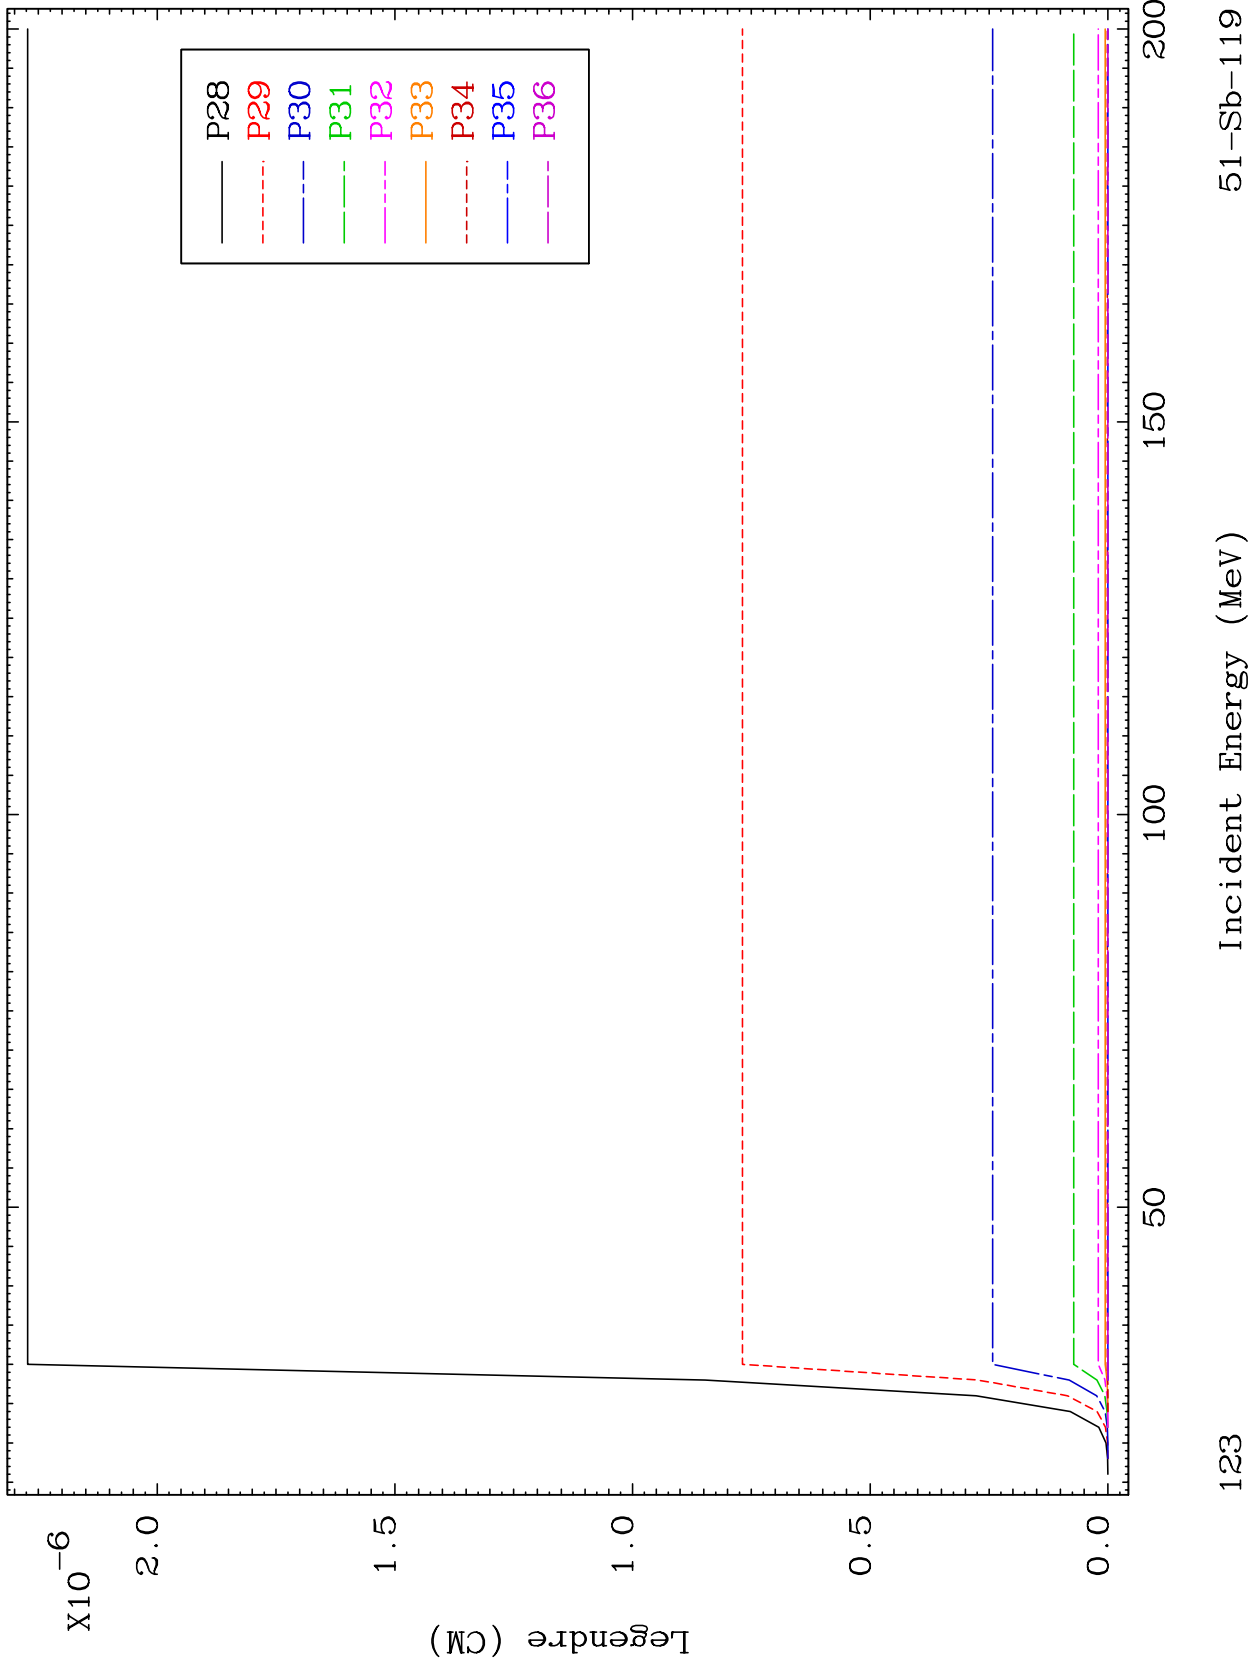 X10-6
2.0
1.5
1.0
0.5
0.0
Legendre (CM)
P28
P29
P30
P31
P32
P33
P34
P35
P36
50
100
150
200
Incident Energy (MeV)
123
51-Sb-119